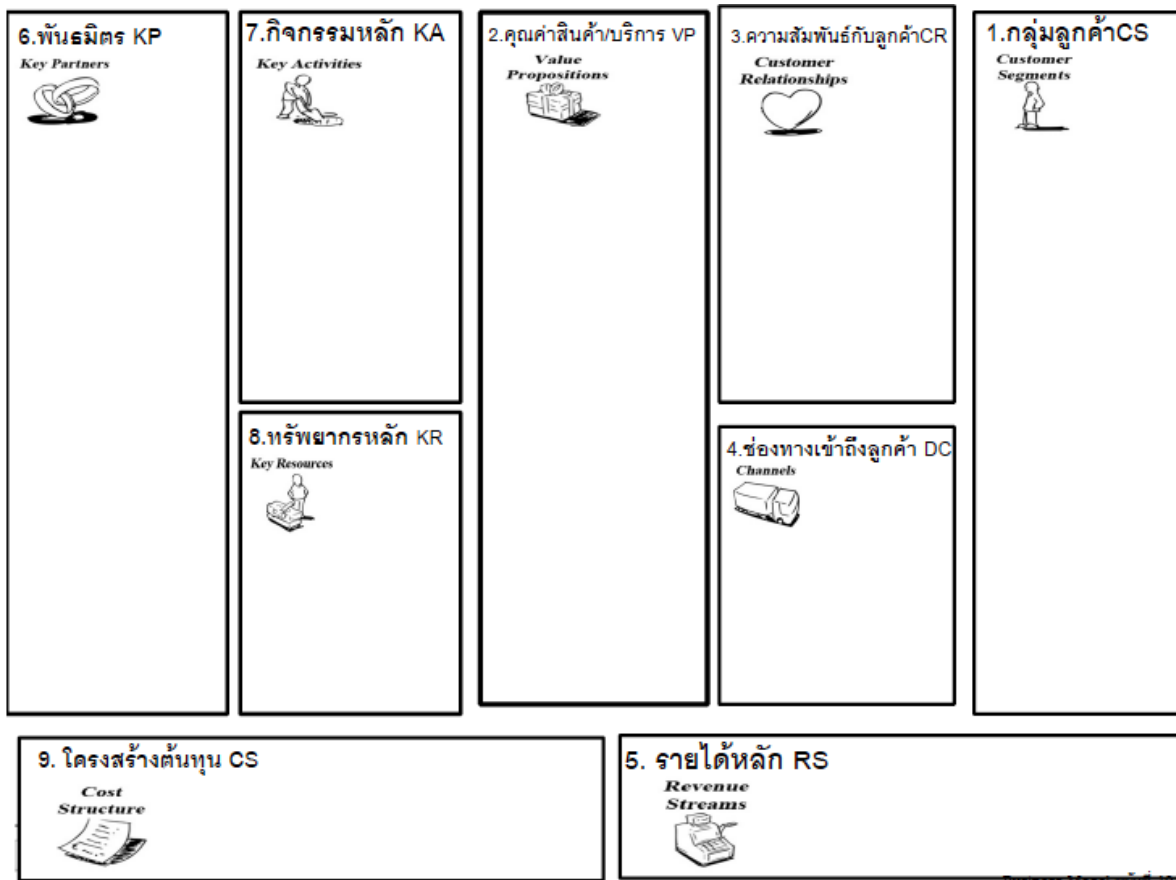 6.พันธมิตร KP
Key Partners
7.กิจกรรมหลัก KA
Key Activities
2.คุณค่าสินค้า/บริการ VP
Value
Propositions
3.ความสัมพันธ์กับลูกค้าCR
Customer
Relationships
1.กลุ่มลูกค้าCS
Customer
Segments
8.ทรัพยากรหลัก KR
Key Resources
4.ช่องทางเข้าถึงลูกค้า DC
Channels
9. โครงสร้างต้นทุน CS
Cost
Structure
5. รายได้หลัก RS
Revenue
Streams